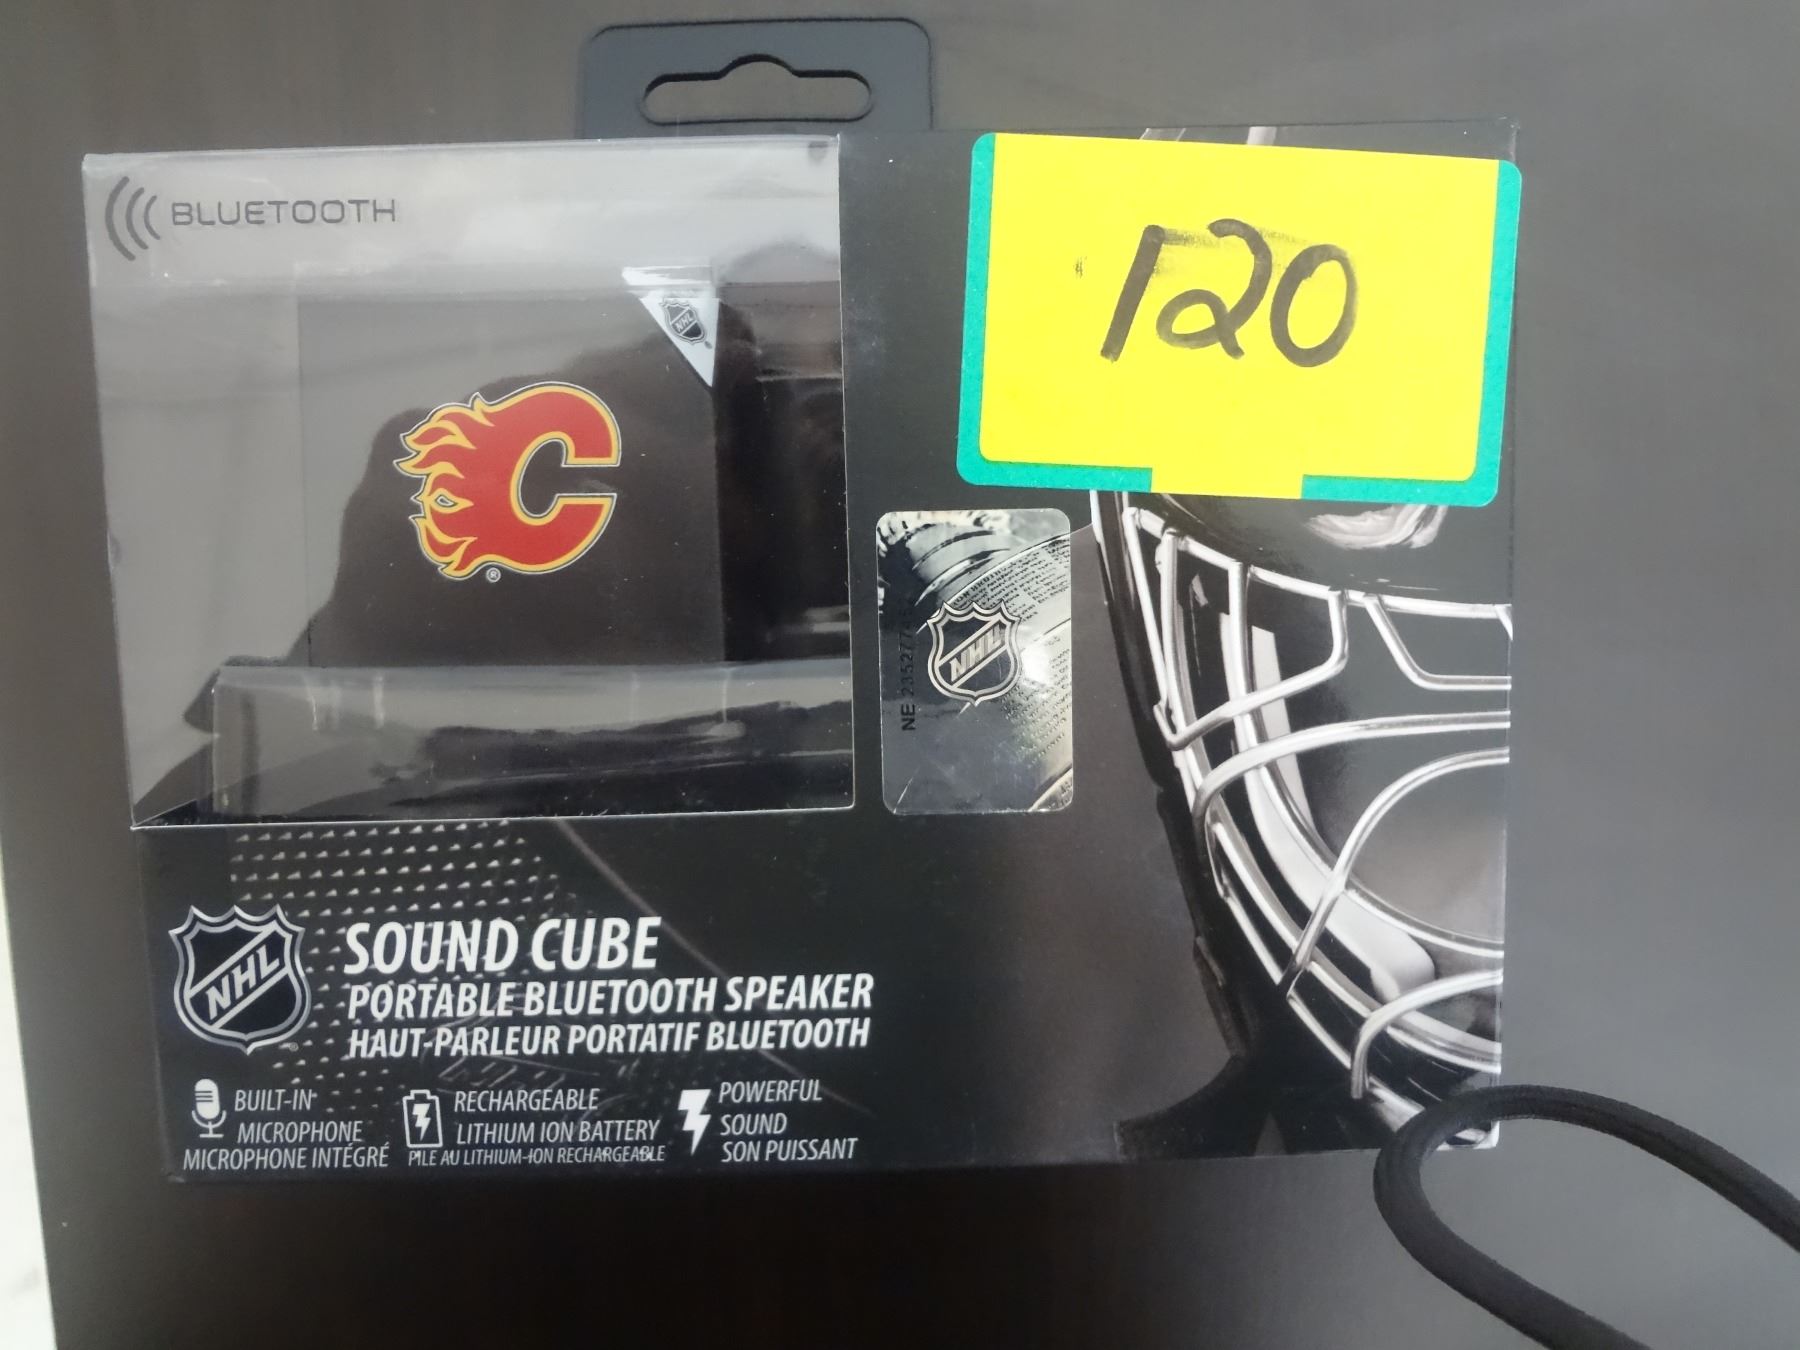 BLUETOOTH
NHL
C
®
120
NHL
NHL
SOUND CUBE
PORTABLE BLUETOOTH SPEAKER
HAUT-PARLEUR PORTATIF BLUETOOTH
BUILT-IN
MICROPHONE
MICROPHONE INTÉGRÉ
RECHARGEABLE
LITHIUM ION BATTERY
PILE AU LITHIUM-ION RECHARGEABLE
POWERFUL
SOUND
SON PUISSANT